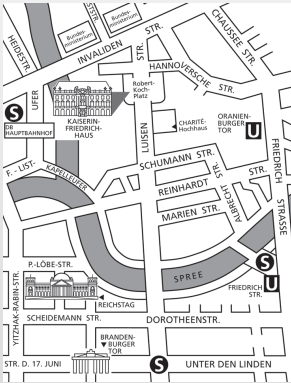 HEIDESTR.
STSTR.
Bundes-
ministerium
Bundes-
ministerium
STR.
CHAUSSEE STR.
INVALIDEN
STR.
HANNOVERSCHE STR.
UFER
Robert-
Koch-
Platz
S
DB
HAUPTBAHNHOF
KAISERIN-
FRIEDRICH-
HAUS
LUISEN
CHARITÉ-
Hochhaus
ORANIEN-
BURGER
TOR
U
SCHUMANN STR.
F.-LIST-
KAPELLEUFER
REINHARDT
STR.
ALBRECHT STR.
FRIEDRICH
STRASSE
MARIEN STR.
P.-LÖBE-STR.
SPREE
S
U
FRIEDRICH
STR.
YITZHAK-RABIN-STR.
REICHSTAG
SCHEIDEMANN STR.
DOROTHEENSTR.
BRANDEN-
BURGER
TOR
STR. D. 17. JUNI
S
UNTER DEN LINDEN